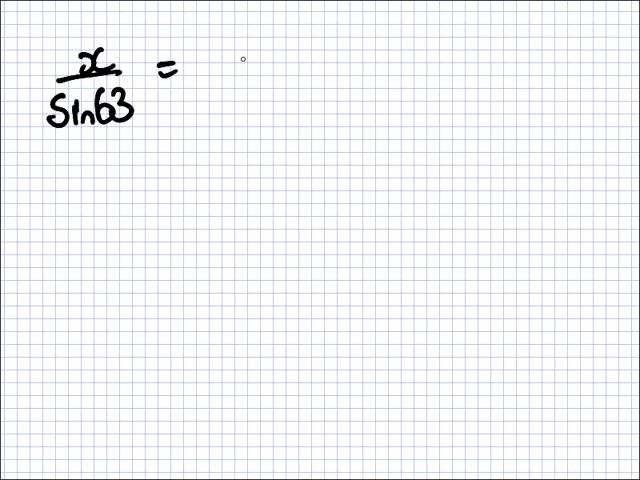 x/sin63 =